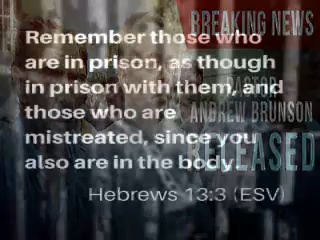 Remember those who
are in prison, as though
in prison with them, and
those who are
mistreated, since you
also are in the body.
Hebrews 13:3 (ESV)
BREAKING NEWS
PASTOR
ANDREW BRUNSON
RELEASED